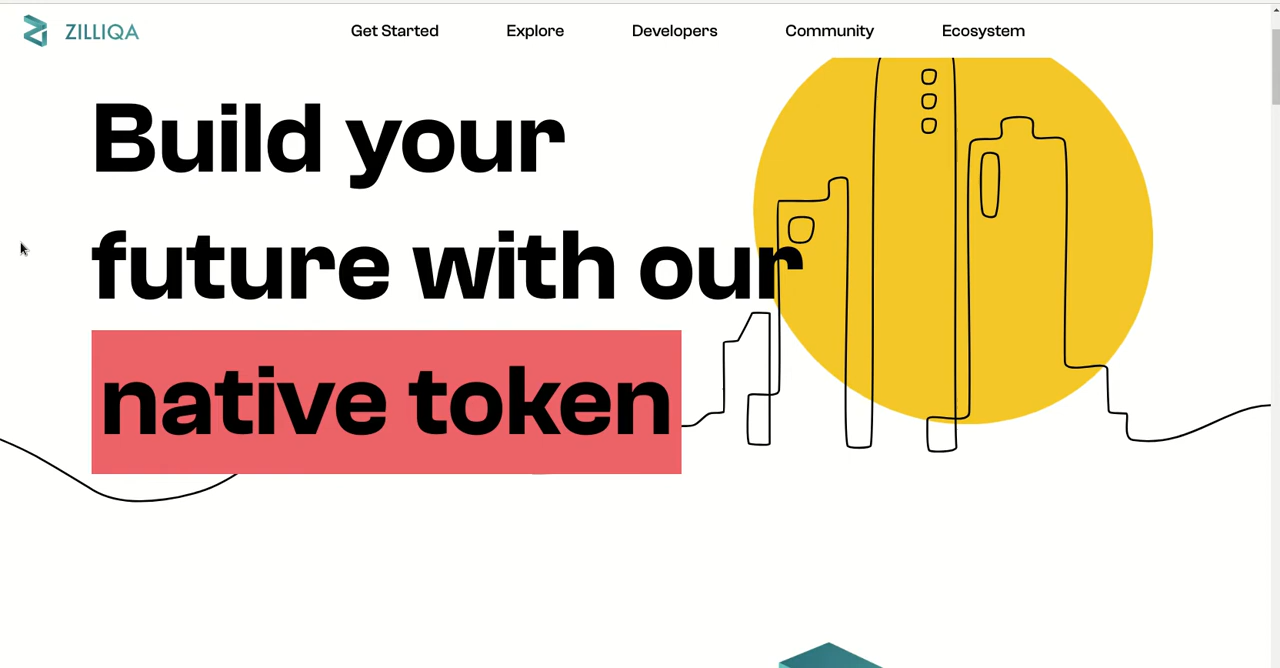 ZILLIQA
Get Started
Explore
Developers
Community
Ecosystem
Build your
future with our
native token